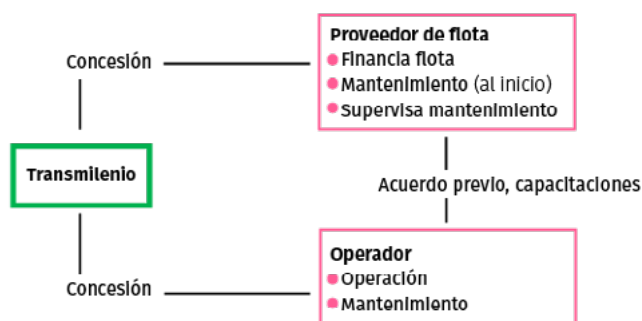 Proveedor de flota
Concesión
Financia flota
Mantenimiento (al inicio)
Supervisa mantenimiento
Transmilenio
Acuerdo previo, capacitaciones
Operador
Operación
Concesión
Mantenimiento